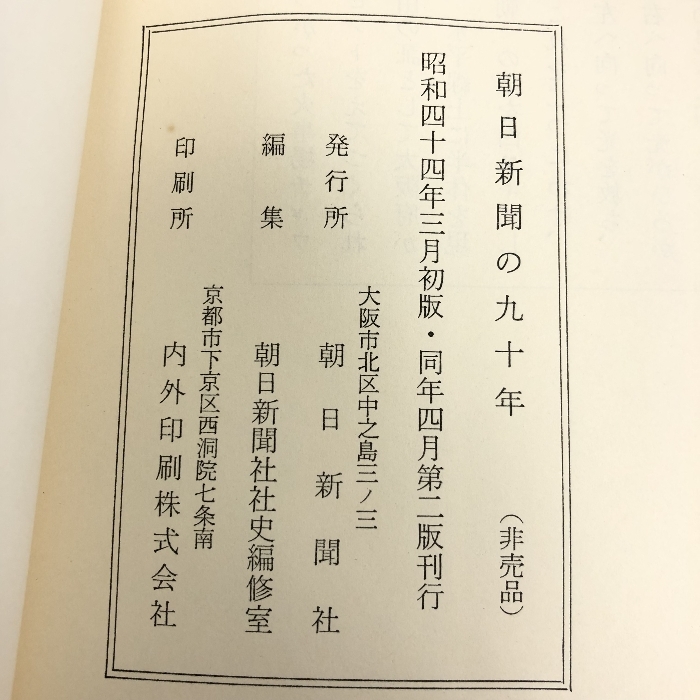 朝日新聞の九十年 （非売品）
昭和四十四年三月初版・同年四月第二版刊行
大阪市北区中之島三ノ三
発行所 朝日新聞社
編集 朝日新聞社社史編修室
京都市下京区西洞院七条南
印刷所 内外印刷株式会社